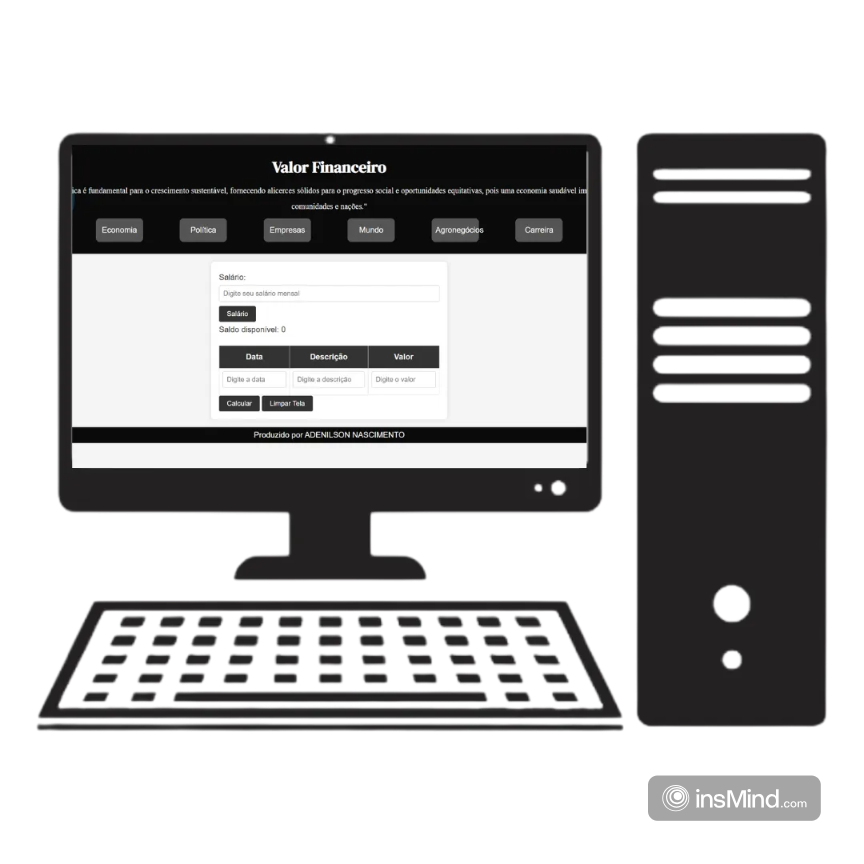 Valor Financeiro
ica é fundamental para o crescimento sustentável, fornecendo alicerces sólidos para o progresso social e oportunidades equitativas, pois uma economia saudável im
comunidades e nações."
Economia Política Empresas Mundo Agronegócios Carreira
Salário:
Digite seu salário mensal
Salário
Saldo disponível: 0
Data Descrição Valor
Digite a data Digite a descrição Digite o valor
Calcular Limpar Tela
Produzido por ADENILSON NASCIMENTO
insMind.com